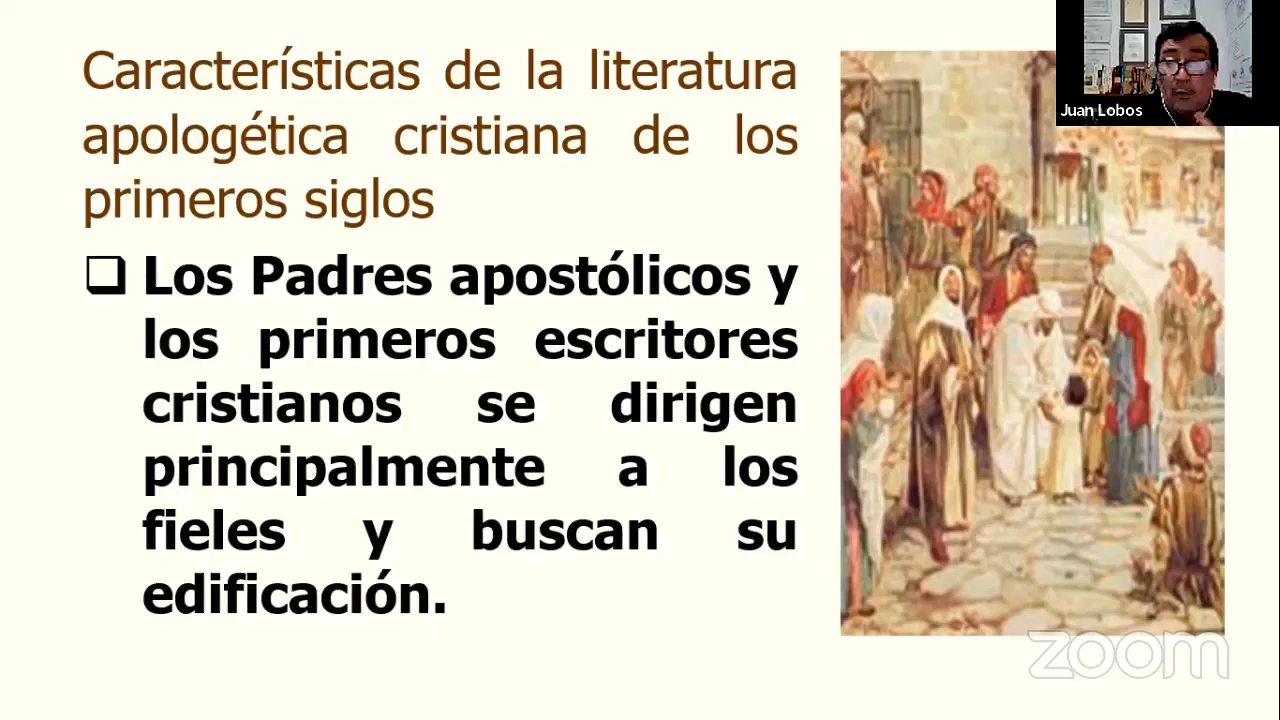 Características de la literatura
apologética cristiana de los
primeros siglos
Los Padres apostólicos y
los primeros escritores
cristianos se dirigen
principalmente a los
fieles y buscan su
edificación.
Juan Lobos
zoom